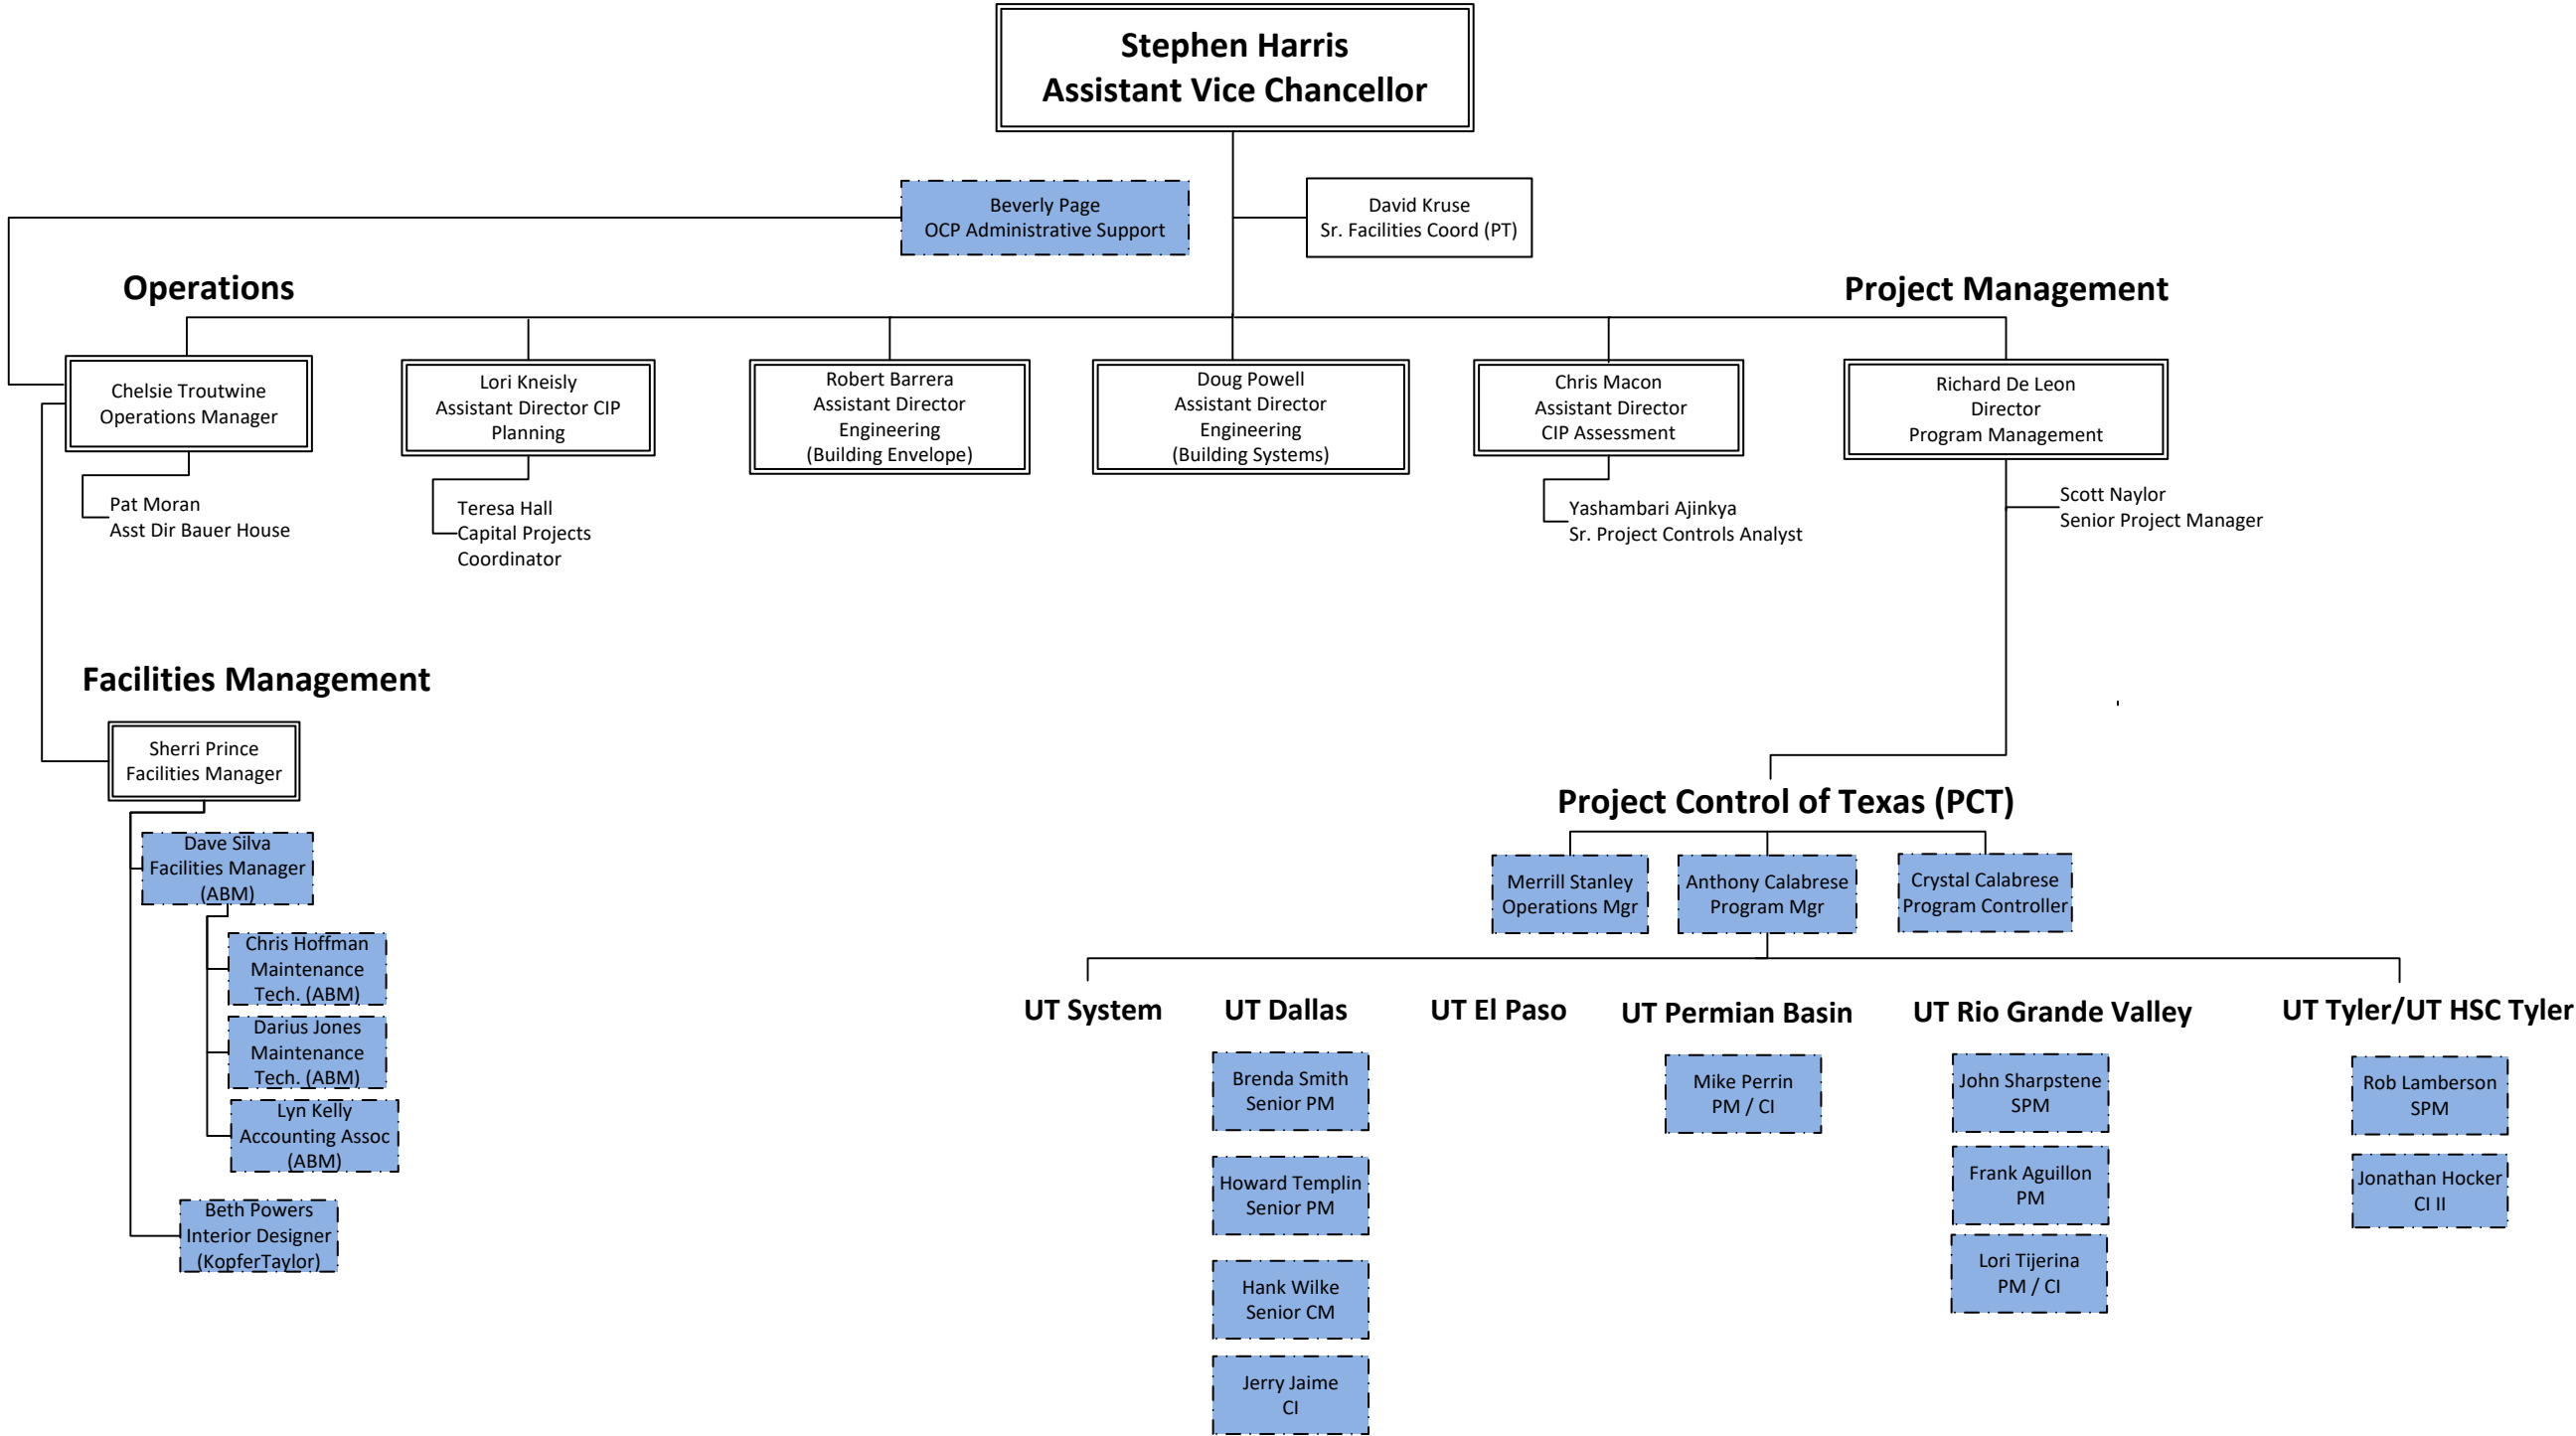 Stephen Harris
Assistant Vice Chancellor
Beverly Page
OCP Administrative Support
David Kruse
Sr. Facilities Coord (PT)
Operations
Project Management
Chelsie Troutwine
Operations Manager
Lori Kneisly
Assistant Director CIP
Planning
Robert Barrera
Assistant Director
Engineering
(Building Envelope)
Doug Powell
Assistant Director
Engineering
(Building Systems)
Chris Macon
Assistant Director
CIP Assessment
Richard De Leon
Director
Program Management
Pat Moran
Asst Dir Bauer House
Teresa Hall
Capital Projects
Coordinator
Yashambari Ajinkya
Sr. Project Controls Analyst
Scott Naylor
Senior Project Manager
Facilities Management
Sherri Prince
Facilities Manager
Dave Silva
Facilities Manager
(ABM)
Chris Hoffman
Maintenance
Tech. (ABM)
Darius Jones
Maintenance
Tech. (ABM)
Lyn Kelly
Accounting Assoc
(ABM)
Beth Powers
Interior Designer
(KopferTaylor)
Project Control of Texas (PCT)
Merrill Stanley
Operations Mgr
Anthony Calabrese
Program Mgr
Crystal Calabrese
Program Controller
UT System
UT Dallas
Brenda Smith
Senior PM
Howard Templin
Senior PM
Hank Wilke
Senior CM
Jerry Jaime
CI
UT El Paso
UT Permian Basin
Mike Perrin
PM / CI
UT Rio Grande Valley
John Sharpstene
SPM
Frank Aguillon
PM
Lori Tijerina
PM / CI
UT Tyler/UT HSC Tyler
Rob Lamberson
SPM
Jonathan Hocker
CI II